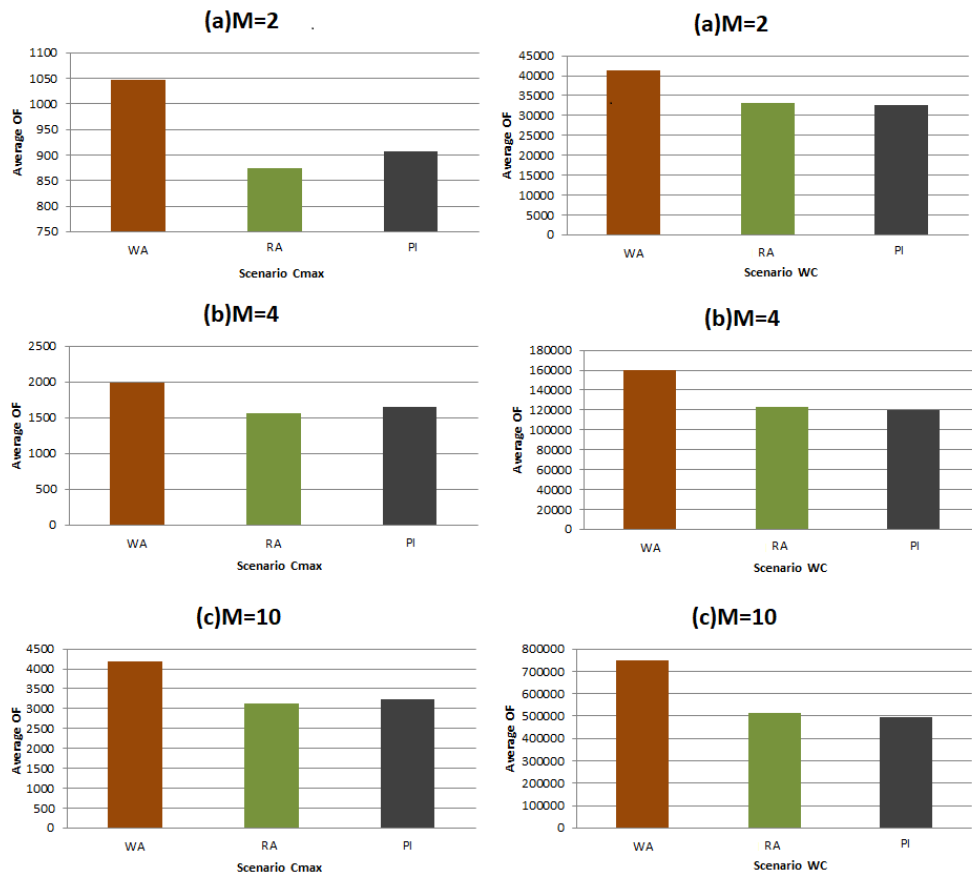 (a)M=2
1100
1050
1000
950
900
850
800
750
Average OF
WA RA PI
Scenario Cmax
(a)M=2
45000
40000
35000
30000
25000
20000
15000
10000
5000
0
Average OF
WA RA PI
Scenario WC
(b)M=4
2500
2000
1500
1000
500
0
Average OF
WA RA PI
Scenario Cmax
(b)M=4
180000
160000
140000
120000
100000
80000
60000
40000
20000
0
Average OF
WA RA PI
Scenario WC
(c)M=10
4500
4000
3500
3000
2500
2000
1500
1000
500
0
Average OF
WA RA PI
Scenario Cmax
(c)M=10
800000
700000
600000
500000
400000
300000
200000
100000
0
Average OF
WA RA PI
Scenario WC